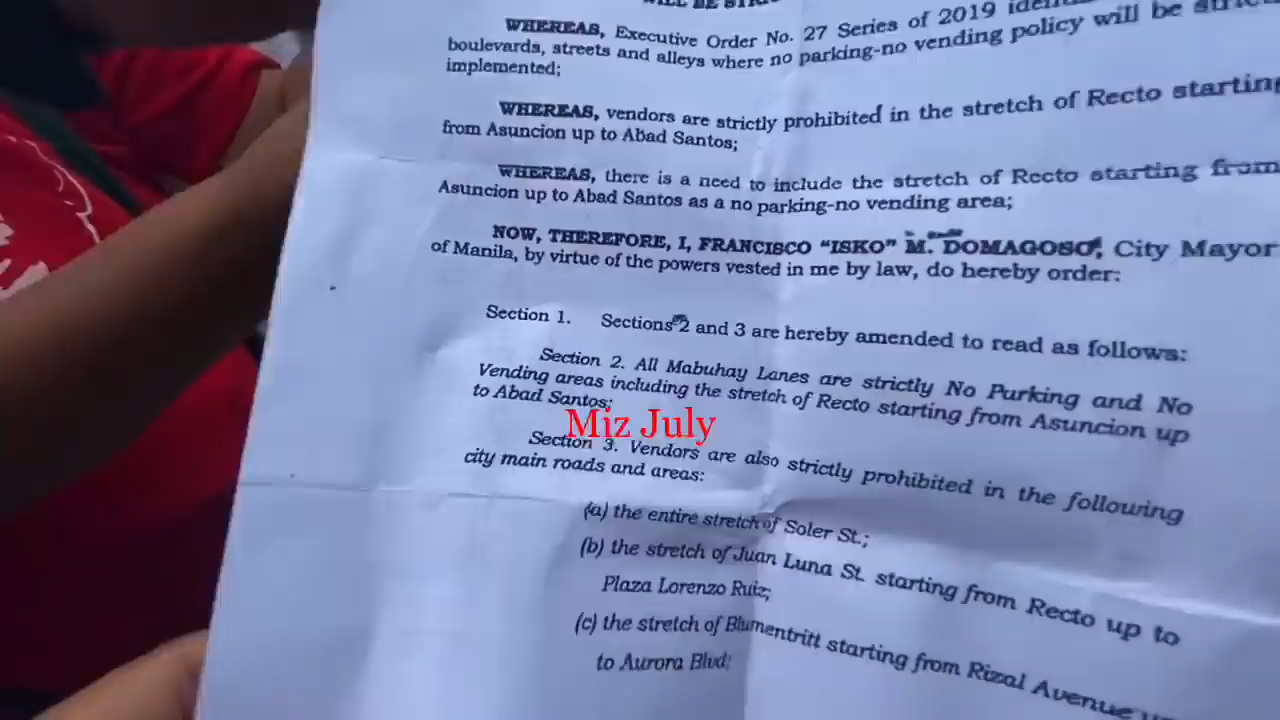 WILL BE
WHEREAS, Executive Order No. 27 Series of 2019
boulevards, streets and alleys where no parking-no vending policy will be
implemented;
WHEREAS, vendors are strictly prohibited in the stretch of Recto starting
from Asuncion up to Abad Santos;
WHEREAS, there is a need to include the stretch of Recto starting from
Asuncion up to Abad Santos as a no parking-no vending area;
NOW, THEREFORE, I, FRANCISCO “ISKO” M. DOMAGOSO, City Mayor
of Manila, by virtue of the powers vested in me by law, do hereby order:
Section 1. Sections 2 and 3 are hereby amended to read as follows:
Section 2. All Mabuhay Lanes are strictly No Parking and No
Vending areas including the stretch of Recto starting from Asuncion up
to Abad Santos;
Miz July
Section 3. Vendors are also strictly prohibited in the following
city main roads and areas:
(a) the entire stretch of Soler St.;
(b) the stretch of Juan Luna St. starting from Recto up to
Plaza Lorenzo Ruiz;
(c) the stretch of Blumentritt starting from Rizal Avenue
to Aurora Blvd;